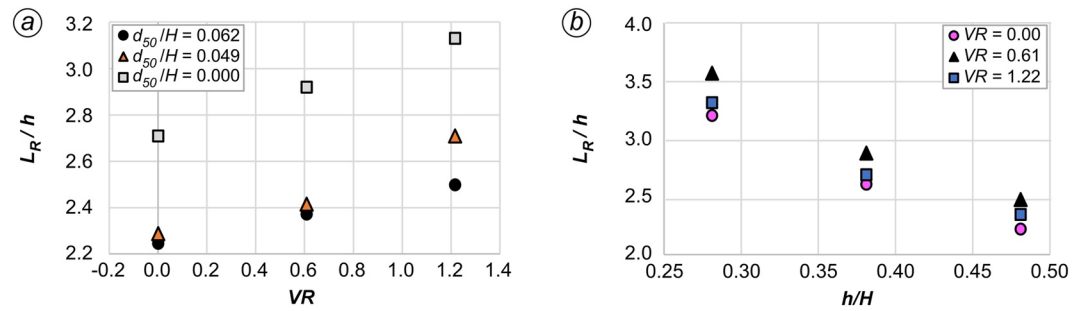 a
3.2
3.0
2.8
2.6
2.4
2.2
L_R / h
d_50 /H = 0.062
d_50 /H = 0.049
d_50 /H = 0.000
-0.2 0.0 0.2 0.4 0.6 0.8 1.0 1.2 1.4
VR
b
4.0
3.5
3.0
2.5
2.0
L_R / h
VR = 0.00
VR = 0.61
VR = 1.22
0.25 0.30 0.35 0.40 0.45 0.50
h/H